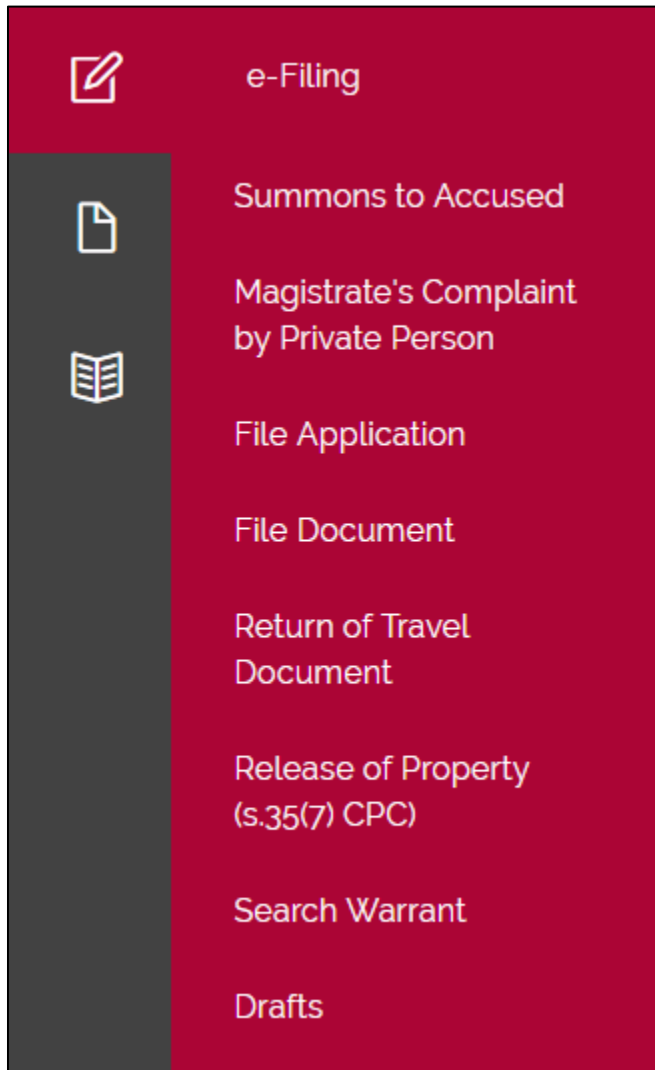 e-Filing
Summons to Accused
Magistrate's Complaint
by Private Person
File Application
File Document
Return of Travel
Document
Release of Property
(s.35(7) CPC)
Search Warrant
Drafts